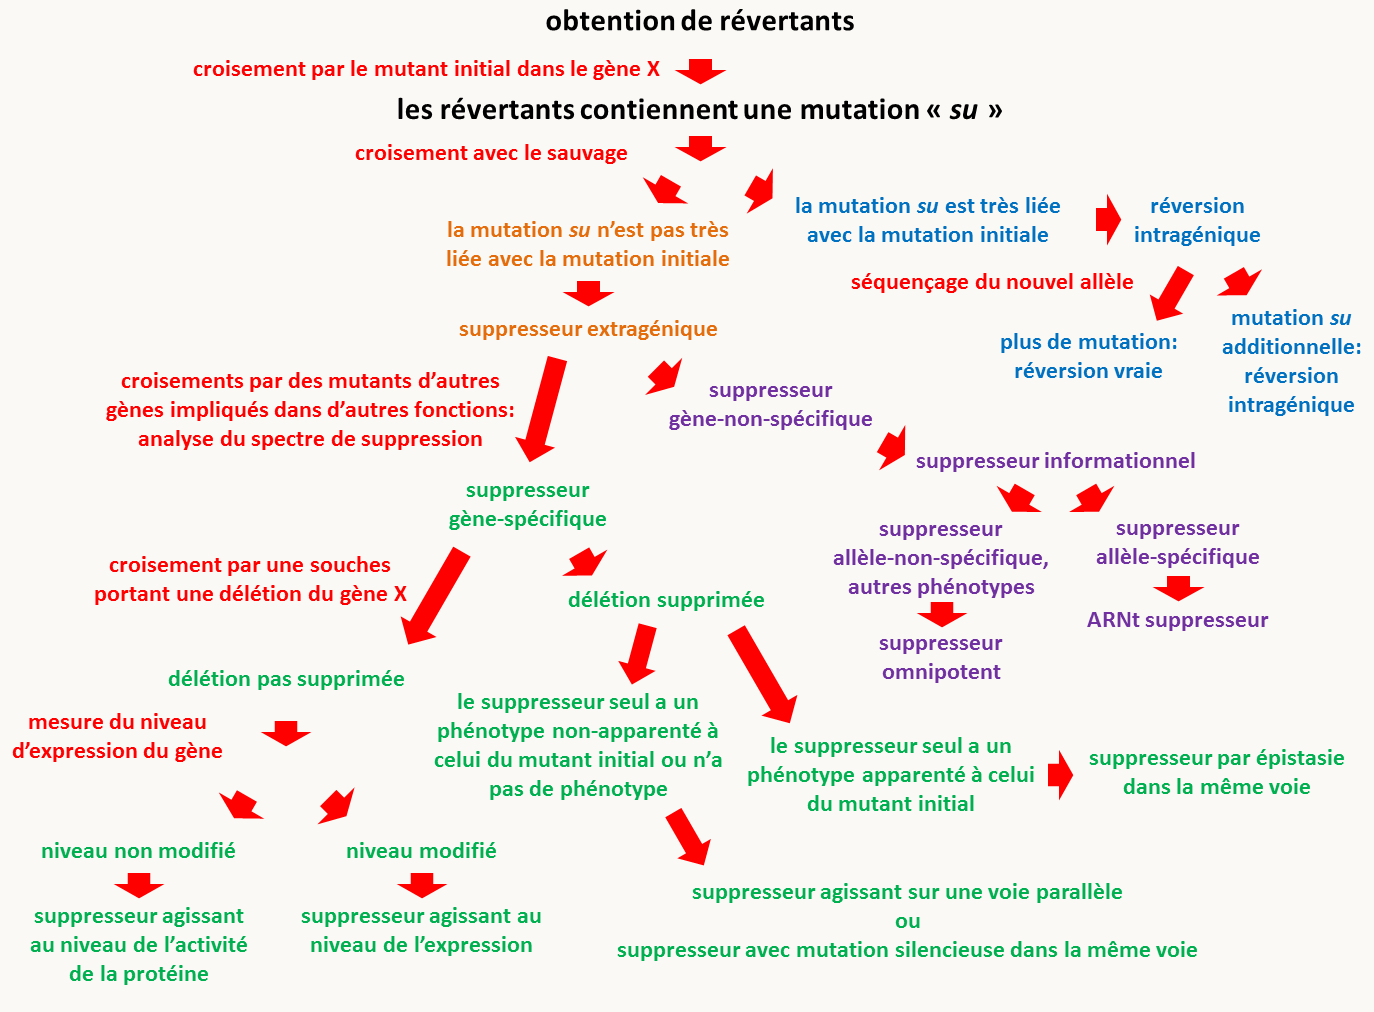 obtention de révertants
croisement par le mutant initial dans le gène X
les révertants contiennent une mutation « su »
croisement avec le sauvage
la mutation su n'est pas très
liée avec la mutation initiale
la mutation su est très liée
avec la mutation initiale
réversion
intragénique
séquençage du nouvel allèle
plus de mutation:
réversion vraie
mutation su
additionnelle:
réversion
intragénique
suppresseur extragénique
croisements par des mutants d'autres
gènes impliqués dans d'autres fonctions:
analyse du spectre de suppression
suppresseur
gène-non-spécifique
suppresseur informationnel
suppresseur
allèle-non-spécifique,
autres phénotypes
suppresseur
omnipotent
suppresseur
allèle-spécifique
ARNt suppresseur
suppresseur
gène-spécifique
croisement par une souches
portant une délétion du gène X
délétion supprimée
délétion pas supprimée
mesure du niveau
d'expression du gène
le suppresseur seul a un
phénotype non-apparenté à
celui du mutant initial ou n'a
pas de phénotype
le suppresseur seul a un
phénotype apparenté à celui
du mutant initial
suppresseur par épistasie
dans la même voie
niveau non modifié
niveau modifié
suppresseur agissant
au niveau de l'activité
de la protéine
suppresseur agissant au
niveau de l'expression
suppresseur agissant sur une voie parallèle
ou
suppresseur avec mutation silencieuse dans la même voie